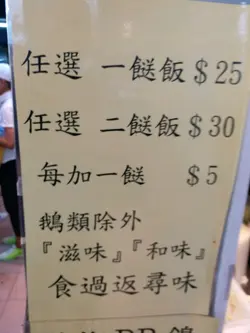 任選 一餸飯 $25
任選 二餸飯 $30
每加一餸 $5
鵝類除外
『滋味』『和味』
食過返尋味